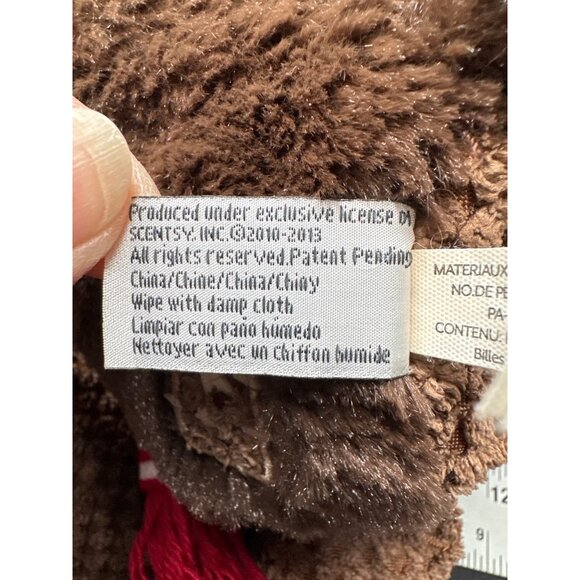 Produced under exclusive license of
SCENTSY, INC.©2010-2013
All rights reserved.Patent Pending
China/Chine/China/Chiny
Wipe with damp cloth
Limpiar con paño húmedo
Nettoyer avec un chiffon humide
MATERIAUX
NO.DE PE
PA-
CONTENU:
Billes
12
9